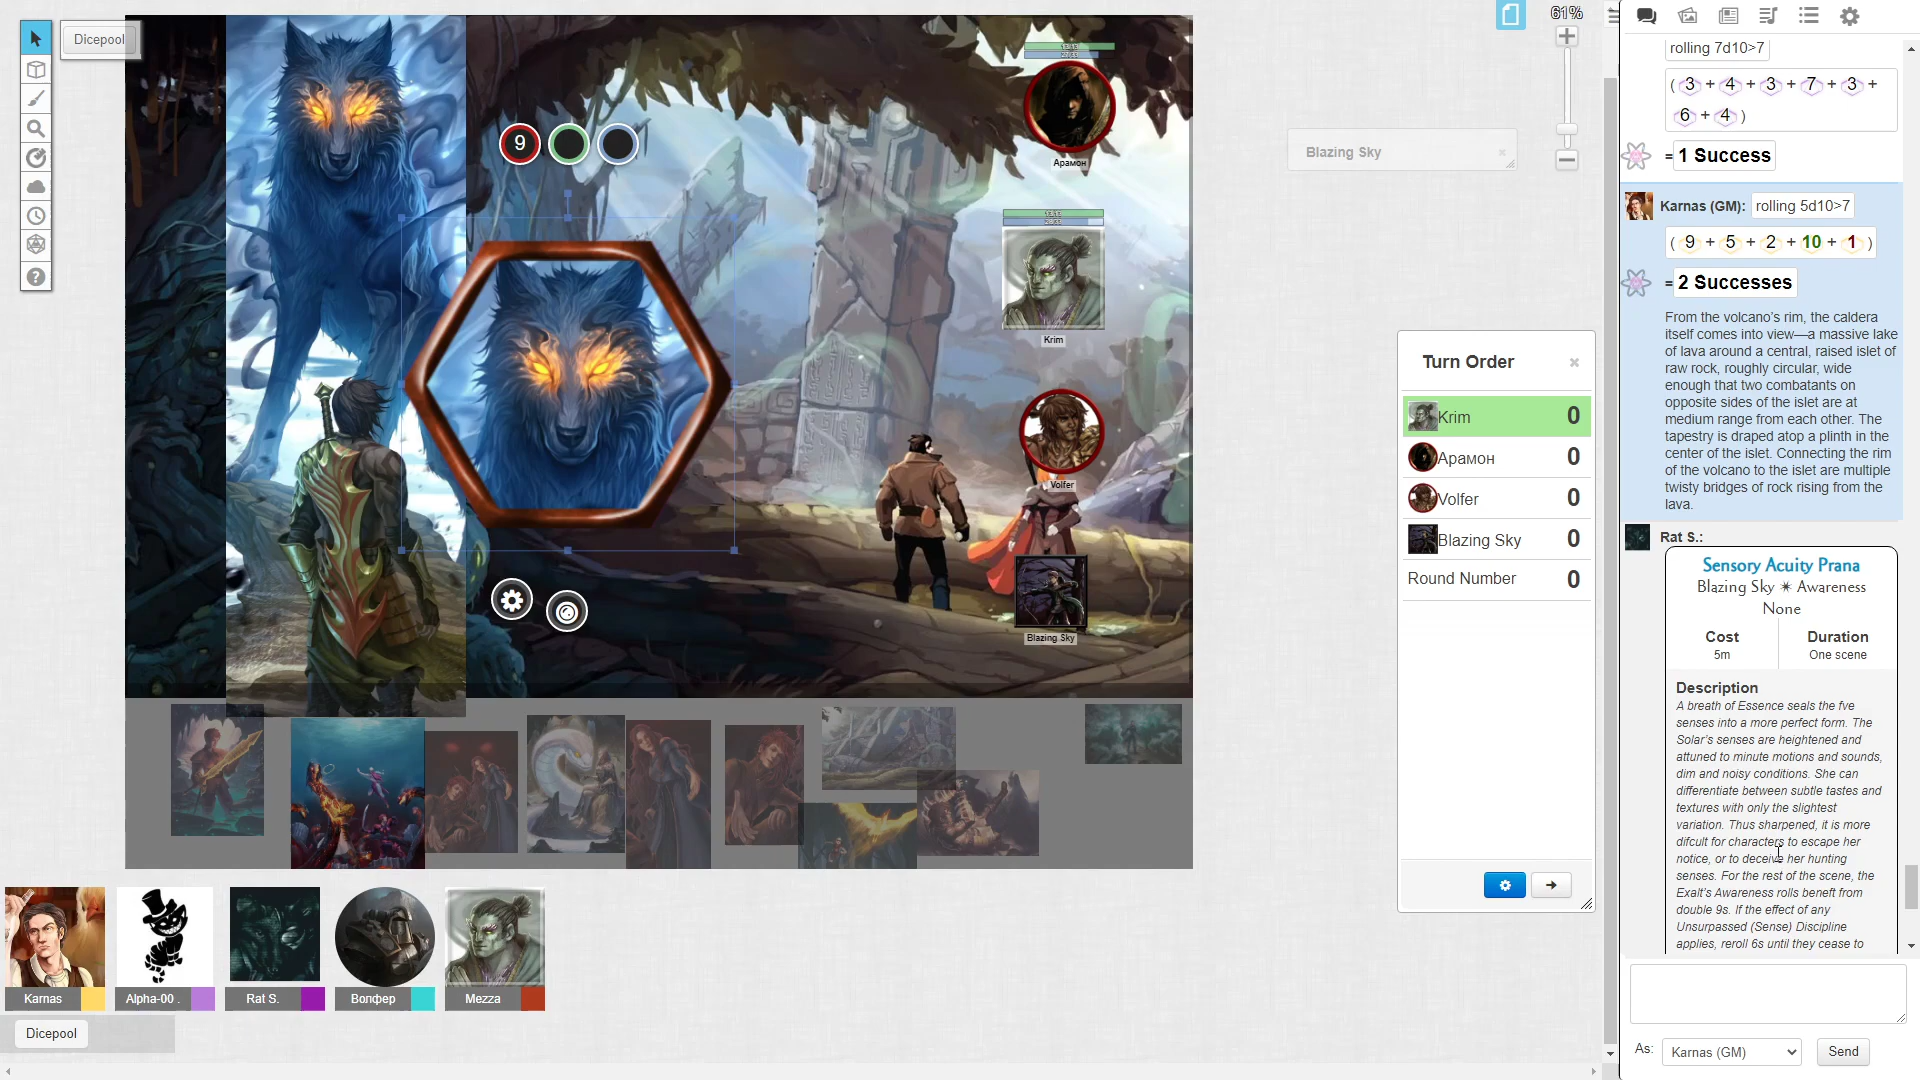 Dicepool
9
Арамон
Krim
Volfer
Blazing Sky
Blazing Sky
61%
Turn Order
Krim 0
Арамон 0
Volfer 0
Blazing Sky 0
Round Number 0
Karnas
Alpha-00 .
Rat S.
Волфер
Mezza
Dicepool
rolling 7d10>7
( 3 + 4 + 3 + 7 + 3 +
6 + 4 )
= 1 Success
Karnas (GM): rolling 5d10>7
( 9 + 5 + 2 + 10 + 1 )
= 2 Successes
From the volcano's rim, the caldera
itself comes into view—a massive lake
of lava around a central, raised islet of
raw rock, roughly circular, wide
enough that two combatants on
opposite sides of the islet are at
medium range from each other. The
tapestry is draped atop a plinth in the
center of the islet. Connecting the rim
of the volcano to the islet are multiple
twisty bridges of rock rising from the
lava.
Rat S.:
Sensory Acuity Prana
Blazing Sky ✴ Awareness
None
Cost
5m
Duration
One scene
Description
A breath of Essence seals the fve
senses into a more perfect form. The
Solar's senses are heightened and
attuned to minute motions and sounds,
dim and noisy conditions. She can
differentiate between subtle tastes and
textures with only the slightest
variation. Thus sharpened, it is more
difcult for characters to escape her
notice, or to deceive her hunting
senses. For the rest of the scene, the
Exalt's Awareness rolls beneft from
double 9s. If the effect of any
Unsurpassed (Sense) Discipline
applies, reroll 6s until they cease to
As: Karnas (GM) Send